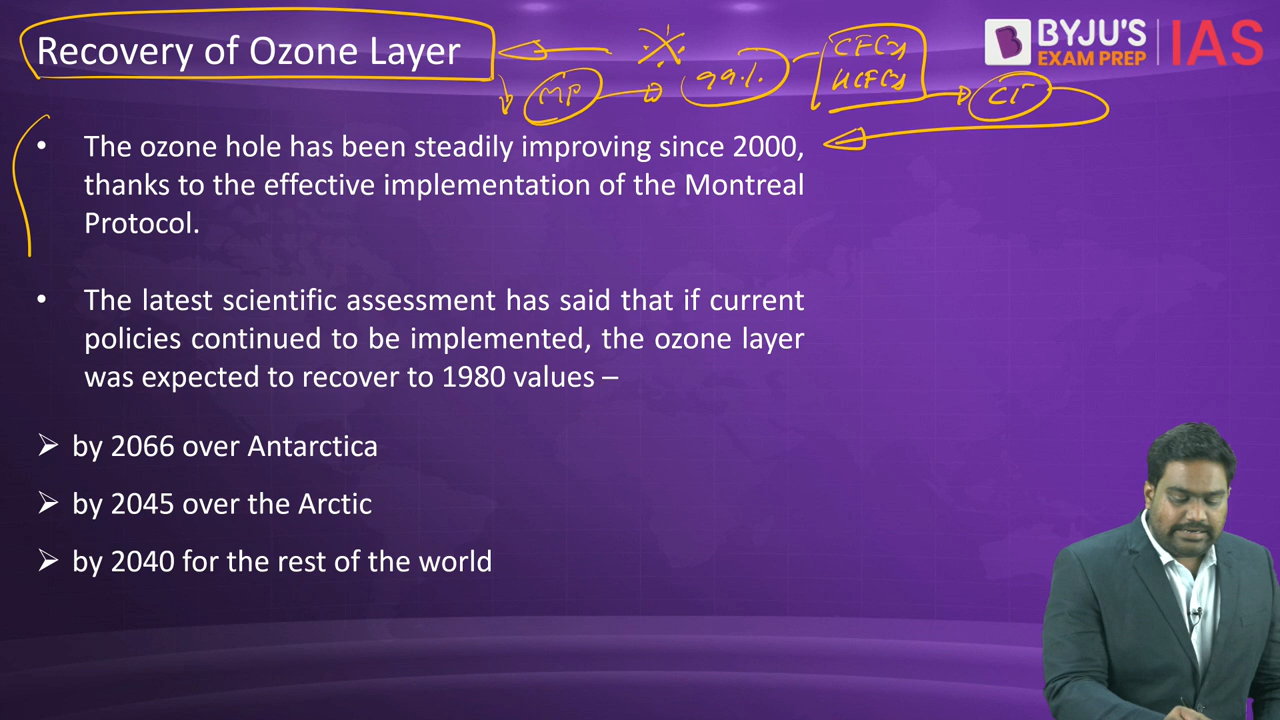 Recovery of Ozone Layer
MP
99%
CFCs
HCFCs
BYJU'S
EXAM PREP
IAS
• The ozone hole has been steadily improving since 2000,
thanks to the effective implementation of the Montreal
Protocol.
• The latest scientific assessment has said that if current
policies continued to be implemented, the ozone layer
was expected to recover to 1980 values –
➢ by 2066 over Antarctica
➢ by 2045 over the Arctic
➢ by 2040 for the rest of the world